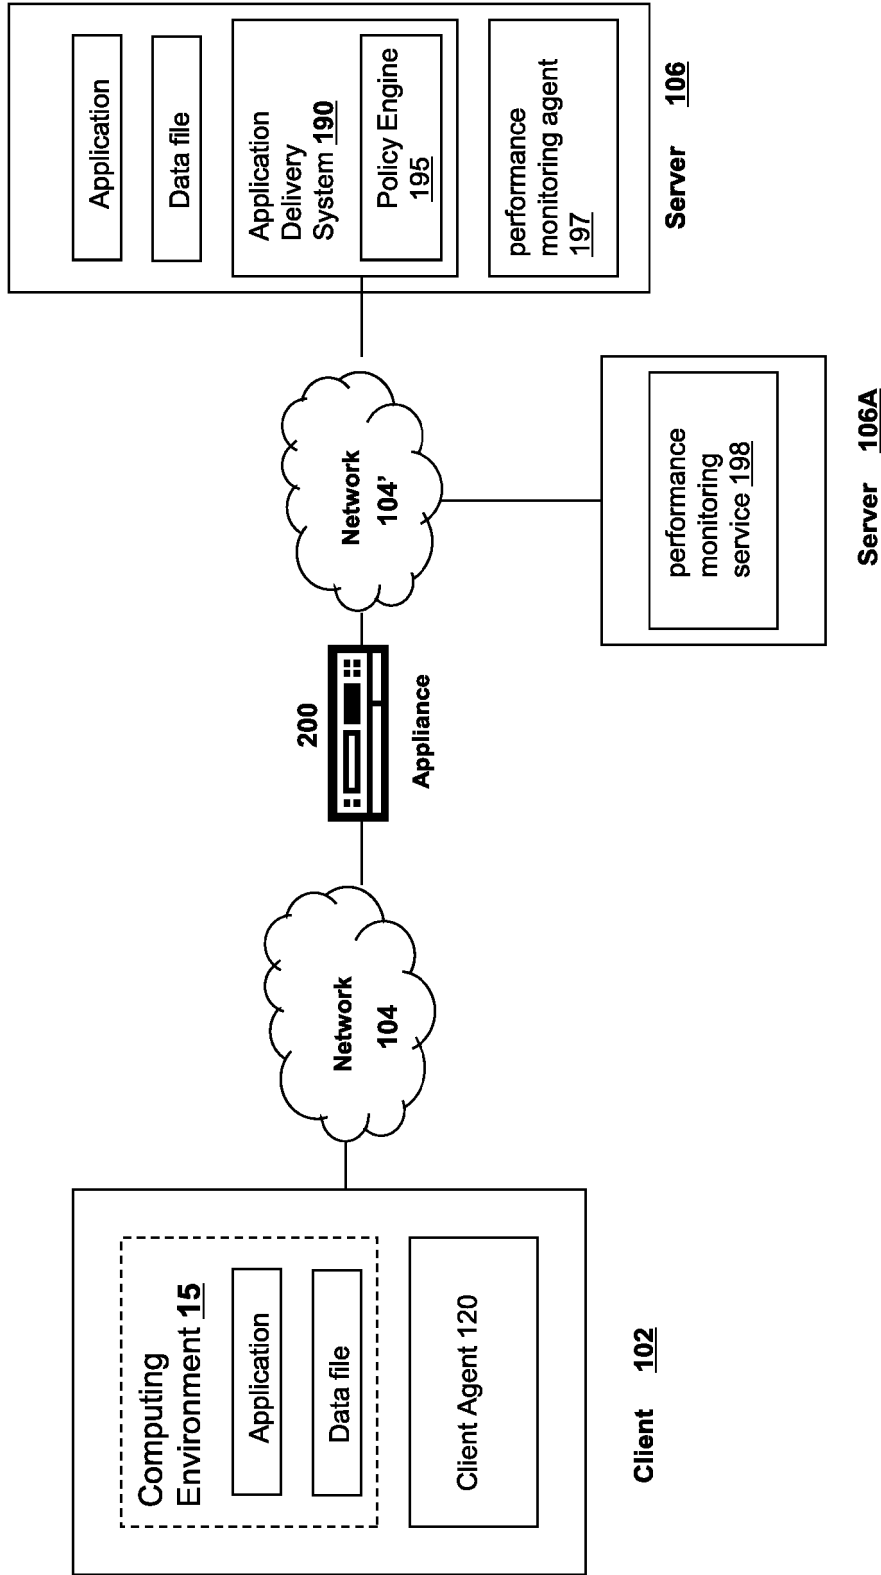 Computing
Environment 15
Application
Data file
Client Agent 120
Client 102
Network
104
200
Appliance
Network
104’
Application
Data file
Application
Delivery
System 190
Policy Engine
195
performance
monitoring agent
197
Server 106
performance
monitoring
service 198
Server 106A